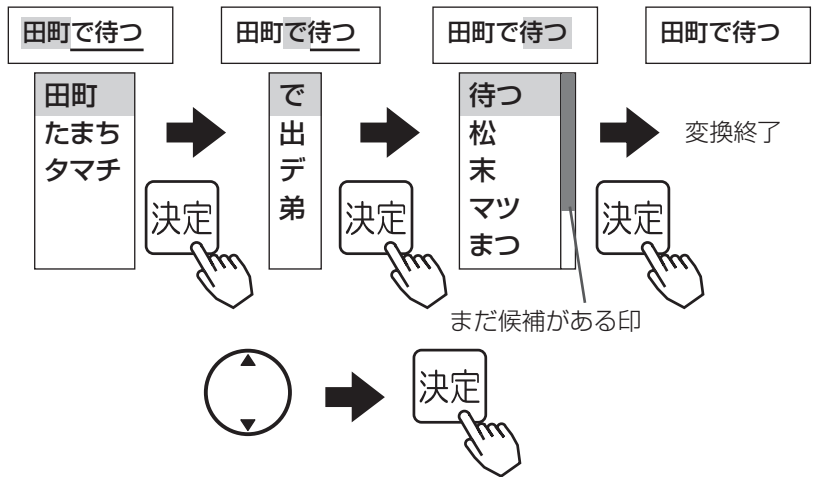 田町で待つ
田町で待つ
田町で待つ
田町で待つ
田町
たまち
タマチ
決定
で
出
デ
弟
決定
待つ
松
末
マツ
まつ
決定
変換終了
まだ候補がある印
決定